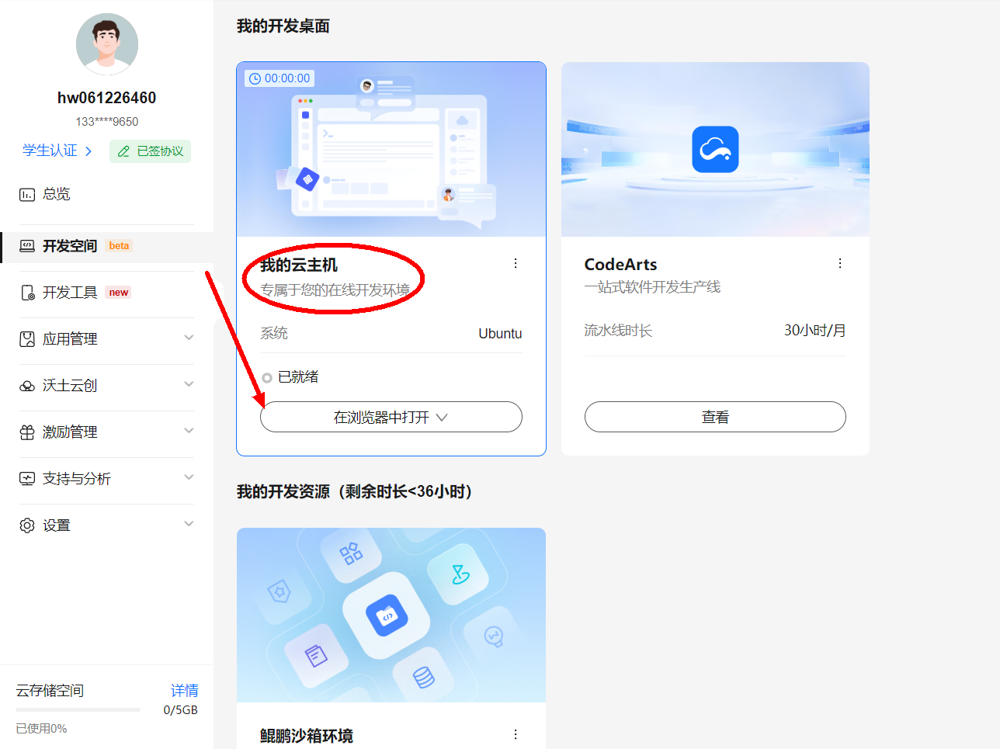 hw061226460
133****9650
学生认证
已签协议
总览
开发空间 beta
开发工具 new
应用管理
沃土云创
激励管理
支持与分析
设置
云存储空间 详情
0/5GB
已使用0%
我的开发桌面
00:00:00
我的云主机
专属于您的在线开发环境
系统 Ubuntu
已就绪
在浏览器中打开
CodeArts
一站式软件开发生产线
流水线时长 30小时/月
查看
我的开发资源（剩余时长<36小时）
鲲鹏沙箱环境